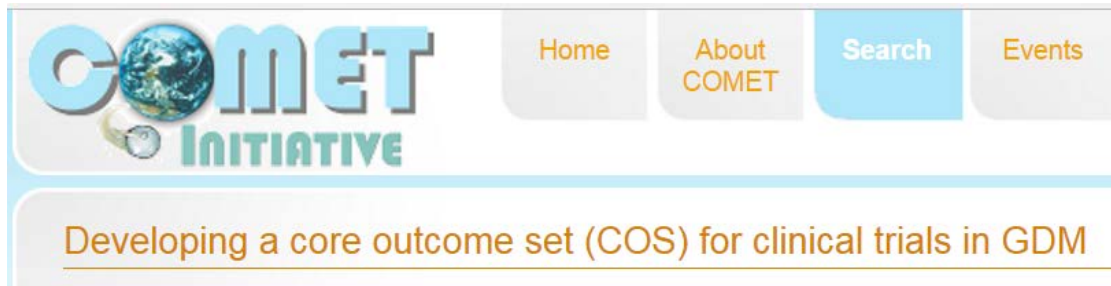 COMET
INITIATIVE
Home
About
COMET
Search
Events
Developing a core outcome set (COS) for clinical trials in GDM